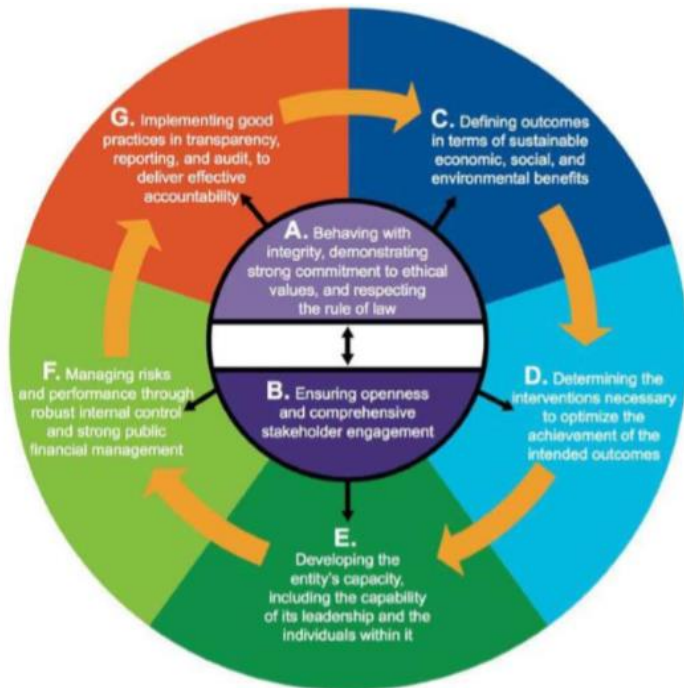 G. Implementing good
practices in transparency,
reporting, and audit, to
deliver effective
accountability
C. Defining outcomes
in terms of sustainable
economic, social, and
environmental benefits
A. Behaving with
integrity, demonstrating
strong commitment to ethical
values, and respecting
the rule of law
B. Ensuring openness
and comprehensive
stakeholder engagement
D. Determining the
interventions necessary
to optimize the
achievement of the
intended outcomes
E.
Developing the
entity's capacity,
including the capability
of its leadership and the
individuals within it
F. Managing risks
and performance through
robust internal control
and strong public
financial management